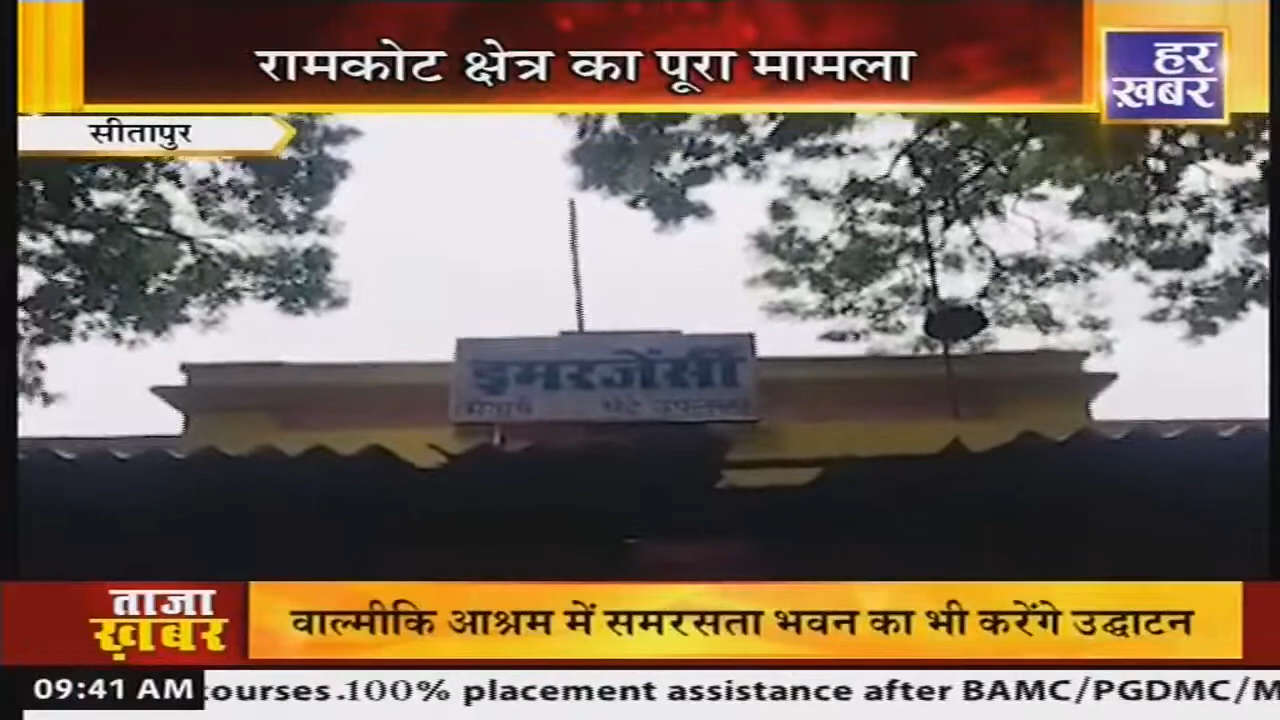 रामकोट क्षेत्र का पूरा मामला
हर
ख़बर
सीतापुर
इमरजेंसी
ताजा
ख़बर
वाल्मीकि आश्रम में समरसता भवन का भी करेंगे उद्घाटन
09:41 AM
ourses.100% placement assistance after BAMC/PGDMC/M